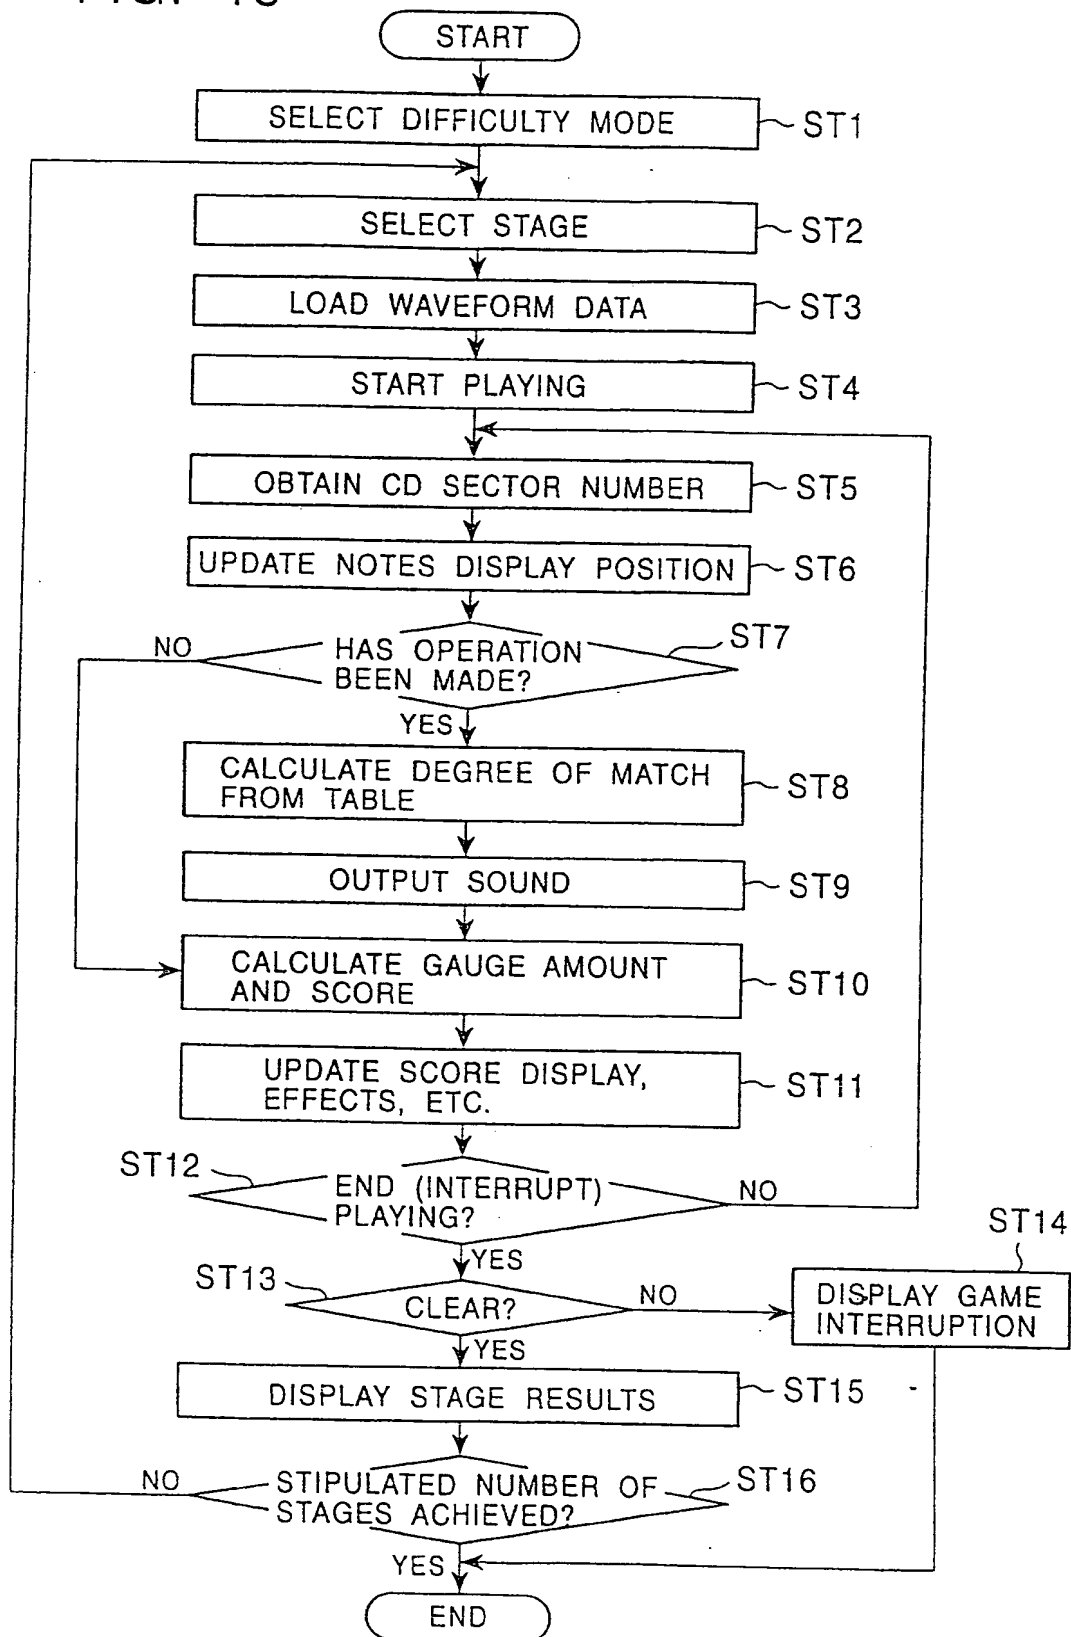 START
SELECT DIFFICULTY MODE
ST1
SELECT STAGE
ST2
LOAD WAVEFORM DATA
ST3
START PLAYING
ST4
OBTAIN CD SECTOR NUMBER
ST5
UPDATE NOTES DISPLAY POSITION
ST6
NO
HAS OPERATION
BEEN MADE?
ST7
YES
CALCULATE DEGREE OF MATCH
FROM TABLE
ST8
OUTPUT SOUND
ST9
CALCULATE GAUGE AMOUNT
AND SCORE
ST10
UPDATE SCORE DISPLAY,
EFFECTS, ETC.
ST11
ST12
END (INTERRUPT)
PLAYING?
NO
YES
ST13
CLEAR?
NO
ST14
DISPLAY GAME
INTERRUPTION
YES
DISPLAY STAGE RESULTS
ST15
NO
STIPULATED NUMBER OF
STAGES ACHIEVED?
ST16
YES
END